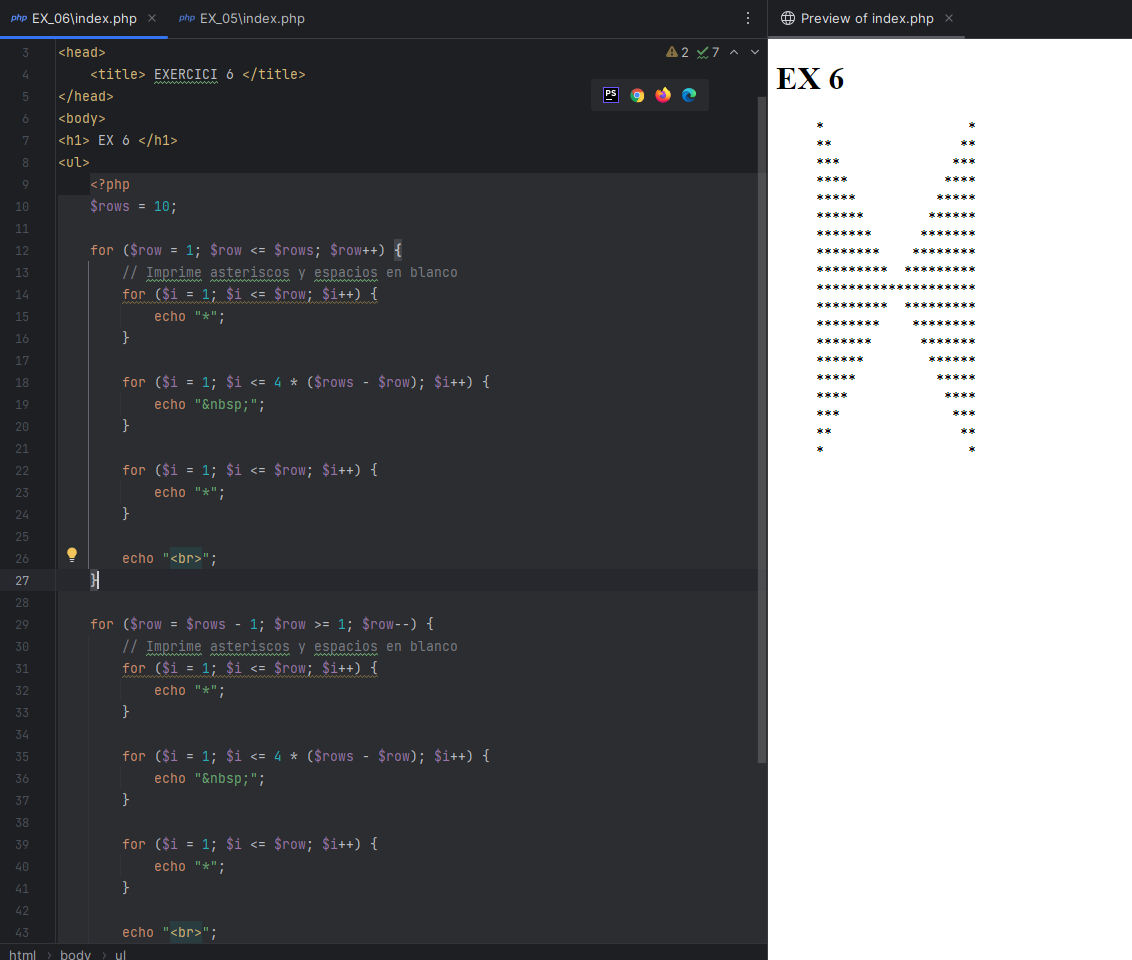 php EX_06\index.php × php EX_05\index.php
Preview of index.php ×
2 7
3 <head>
4 <title> EXERCICI 6 </title>
5 </head>
6 <body>
7 <h1> EX 6 </h1>
8 <ul>
9 <?php
10 $rows = 10;
11
12 for ($row = 1; $row <= $rows; $row++) {
13 // Imprime asteriscos y espacios en blanco
14 for ($i = 1; $i <= $row; $i++) {
15 echo "*";
16 }
17
18 for ($i = 1; $i <= 4 * ($rows - $row); $i++) {
19 echo "&nbsp;";
20 }
21
22 for ($i = 1; $i <= $row; $i++) {
23 echo "*";
24 }
25
26 echo "<br>";
27 }
28
29 for ($row = $rows - 1; $row >= 1; $row--) {
30 // Imprime asteriscos y espacios en blanco
31 for ($i = 1; $i <= $row; $i++) {
32 echo "*";
33 }
34
35 for ($i = 1; $i <= 4 * ($rows - $row); $i++) {
36 echo "&nbsp;";
37 }
38
39 for ($i = 1; $i <= $row; $i++) {
40 echo "*";
41 }
42
43 echo "<br>";
html › body › ul
PS
EX 6
* *
** **
*** ***
**** ****
***** *****
****** ******
******* *******
******** ********
********* *********
********************
********* *********
******** ********
******* *******
****** ******
***** *****
**** ****
*** ***
** **
* *